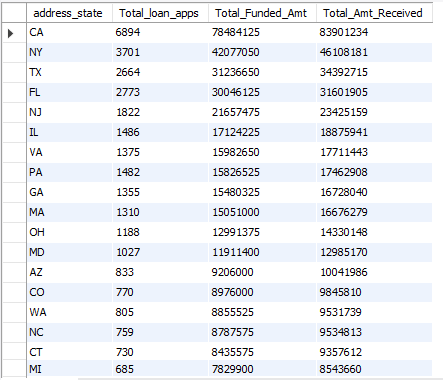 address_state Total_loan_apps Total_Funded_Amt Total_Amt_Received
CA 6894 78484125 83901234
NY 3701 42077050 46108181
TX 2664 31236650 34392715
FL 2773 30046125 31601905
NJ 1822 21657475 23425159
IL 1486 17124225 18875941
VA 1375 15982650 17711443
PA 1482 15826525 17462908
GA 1355 15480325 16728040
MA 1310 15051000 16676279
OH 1188 12991375 14330148
MD 1027 11911400 12985170
AZ 833 9206000 10041986
CO 770 8976000 9845810
WA 805 8855525 9531739
NC 759 8787575 9534813
CT 730 8435575 9357612
MI 685 7829900 8543660